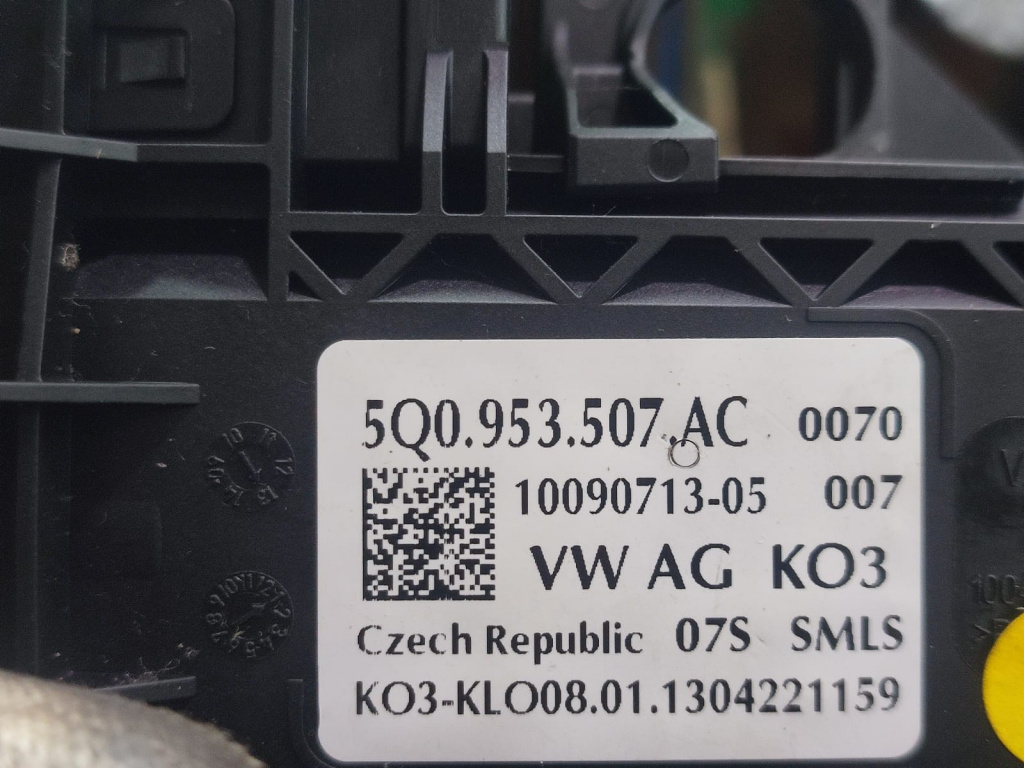 5Q0.953.507.AC 0070
10090713-05 007
VW AG KO3
Czech Republic 07S SMLS
KO3-KLO08.01.1304221159